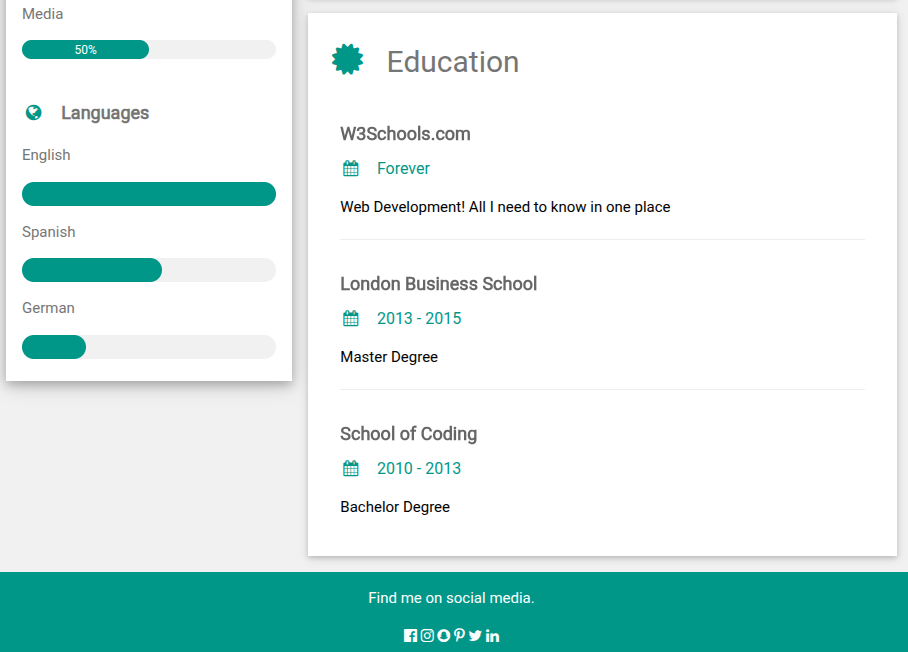 Media
50%
Languages
English
Spanish
German
Education
W3Schools.com
Forever
Web Development! All I need to know in one place
London Business School
2013 - 2015
Master Degree
School of Coding
2010 - 2013
Bachelor Degree
Find me on social media.